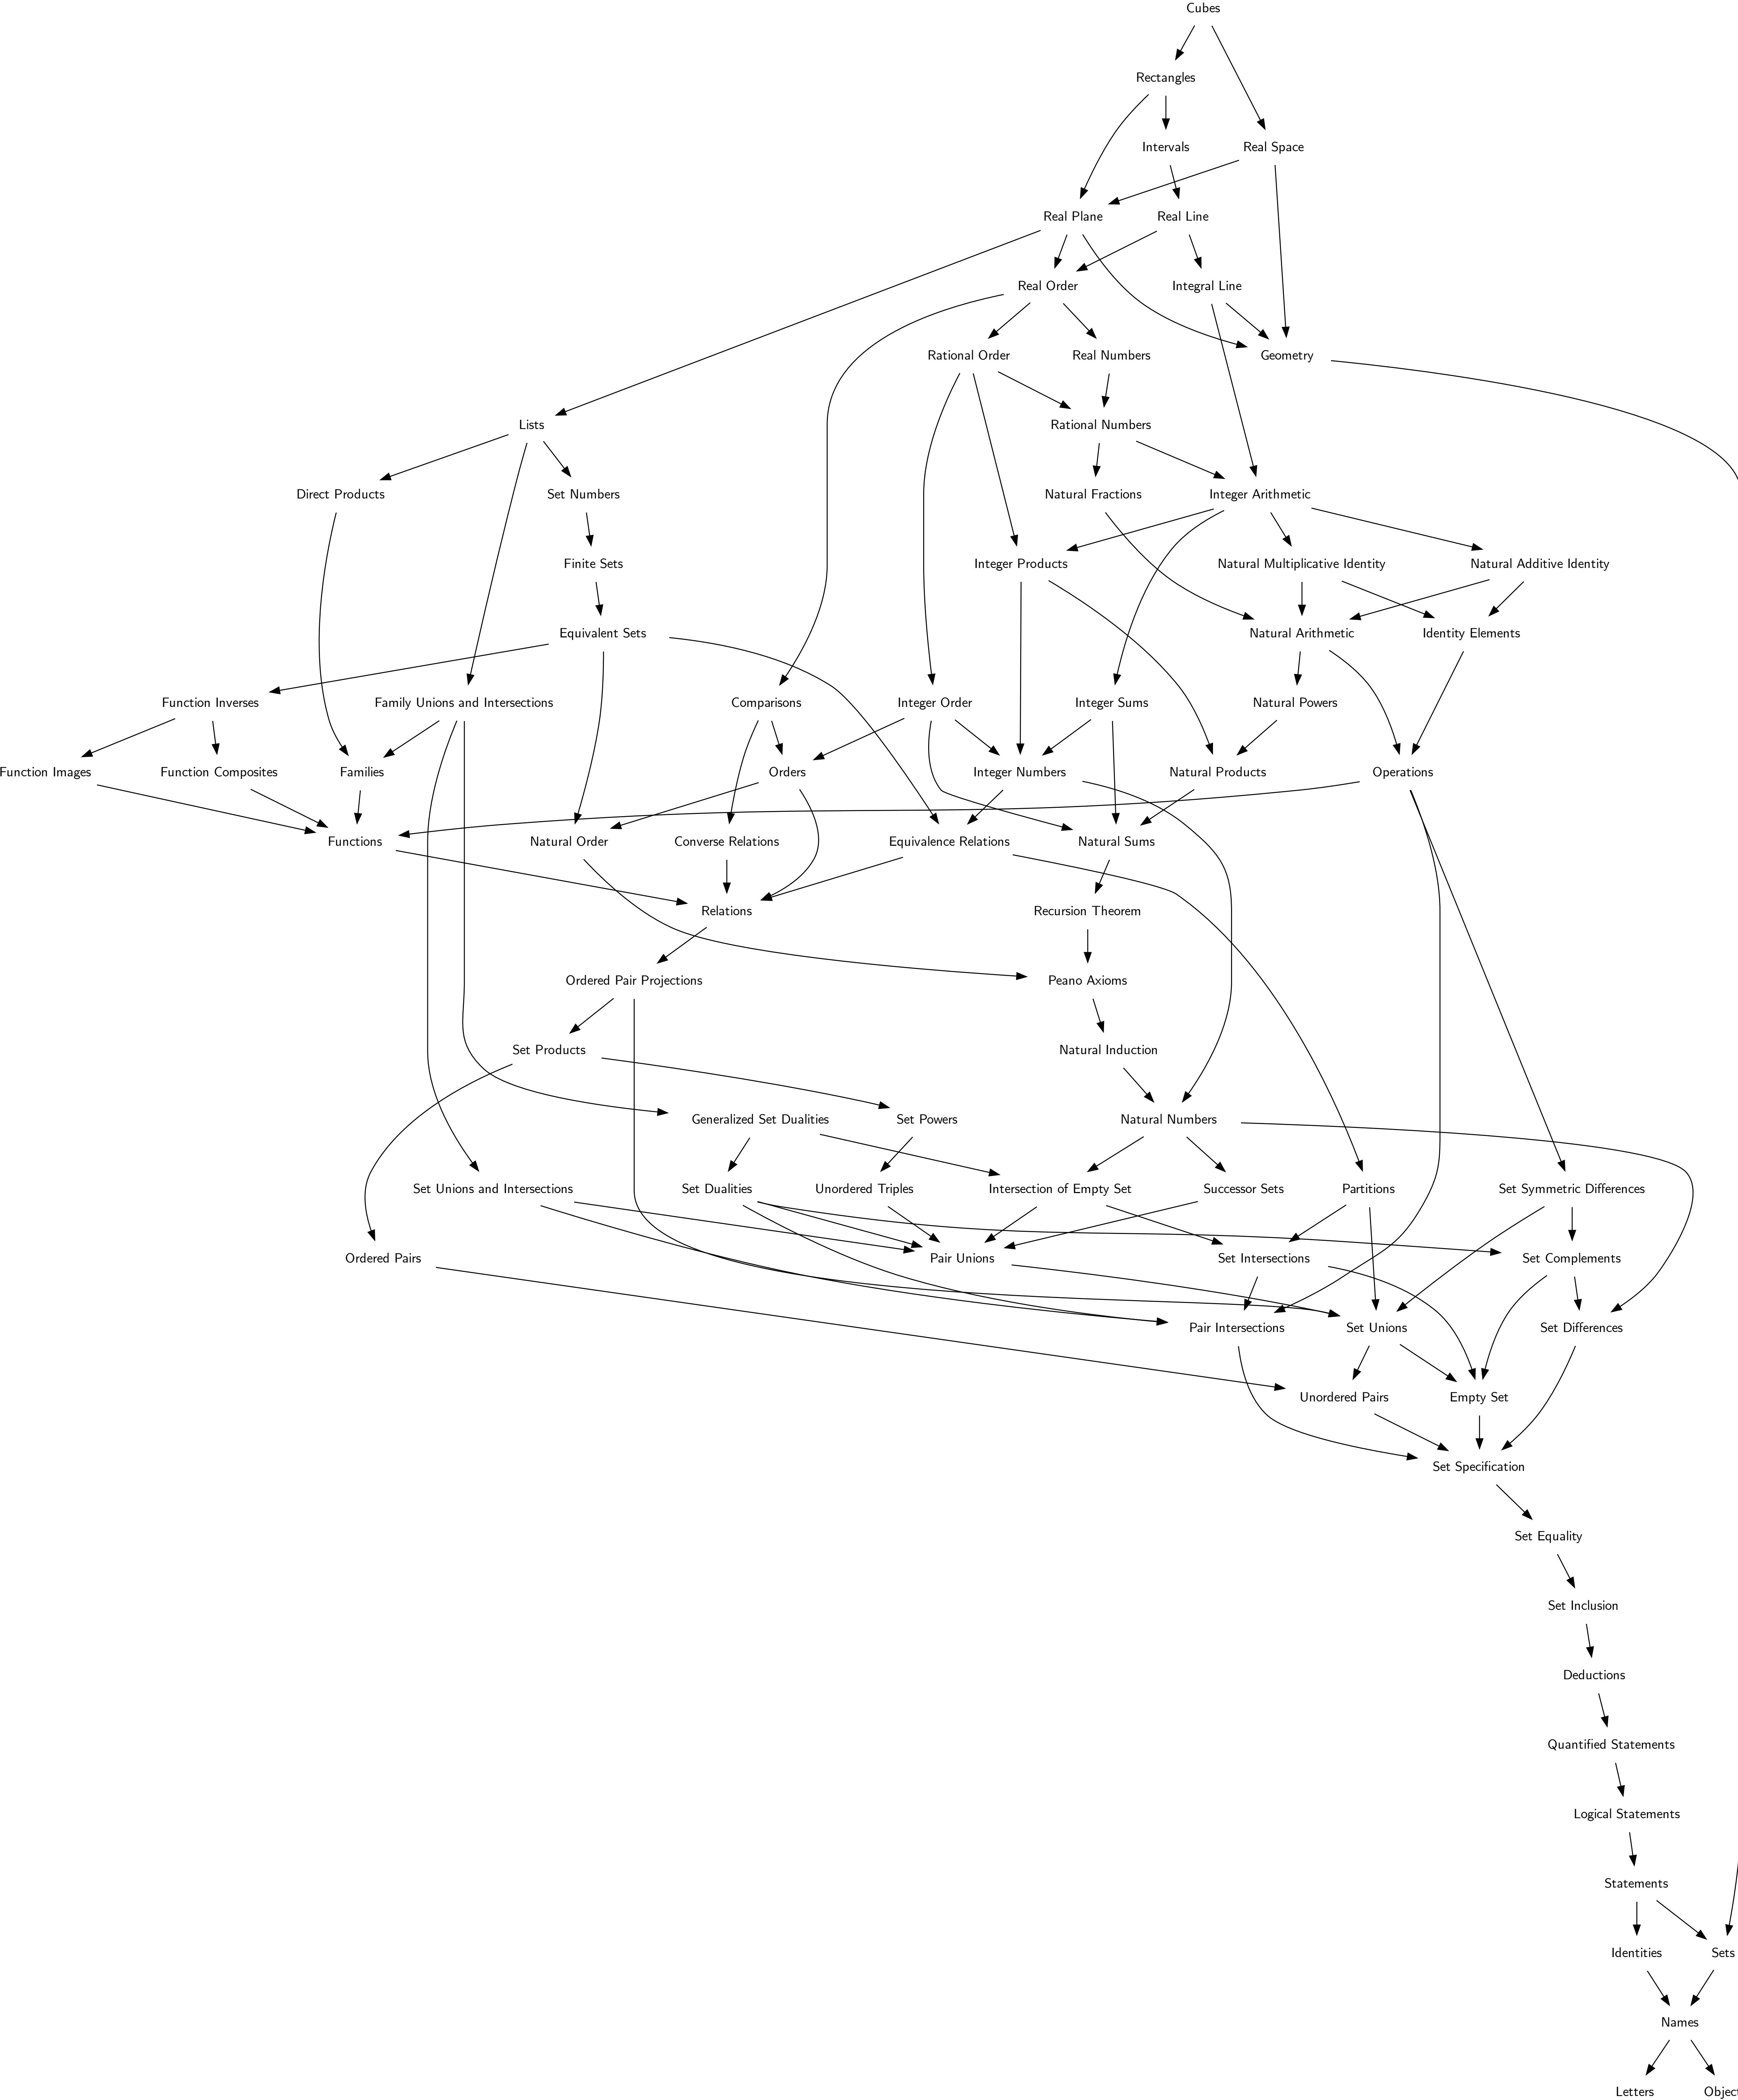 Cubes
Rectangles
Intervals
Real Space
Real Plane
Real Line
Real Order
Integral Line
Rational Order
Real Numbers
Geometry
Lists
Rational Numbers
Direct Products
Set Numbers
Natural Fractions
Integer Arithmetic
Finite Sets
Integer Products
Natural Multiplicative Identity
Natural Additive Identity
Equivalent Sets
Natural Arithmetic
Identity Elements
Function Inverses
Family Unions and Intersections
Comparisons
Integer Order
Integer Sums
Natural Powers
Function Images
Function Composites
Families
Orders
Integer Numbers
Natural Products
Operations
Functions
Natural Order
Converse Relations
Equivalence Relations
Natural Sums
Relations
Recursion Theorem
Ordered Pair Projections
Peano Axioms
Set Products
Natural Induction
Generalized Set Dualities
Set Powers
Natural Numbers
Set Unions and Intersections
Set Dualities
Unordered Triples
Intersection of Empty Set
Successor Sets
Partitions
Set Symmetric Differences
Ordered Pairs
Pair Unions
Set Intersections
Set Complements
Pair Intersections
Set Unions
Set Differences
Unordered Pairs
Empty Set
Set Specification
Set Equality
Set Inclusion
Deductions
Quantified Statements
Logical Statements
Statements
Identities
Sets
Names
Letters
Objec